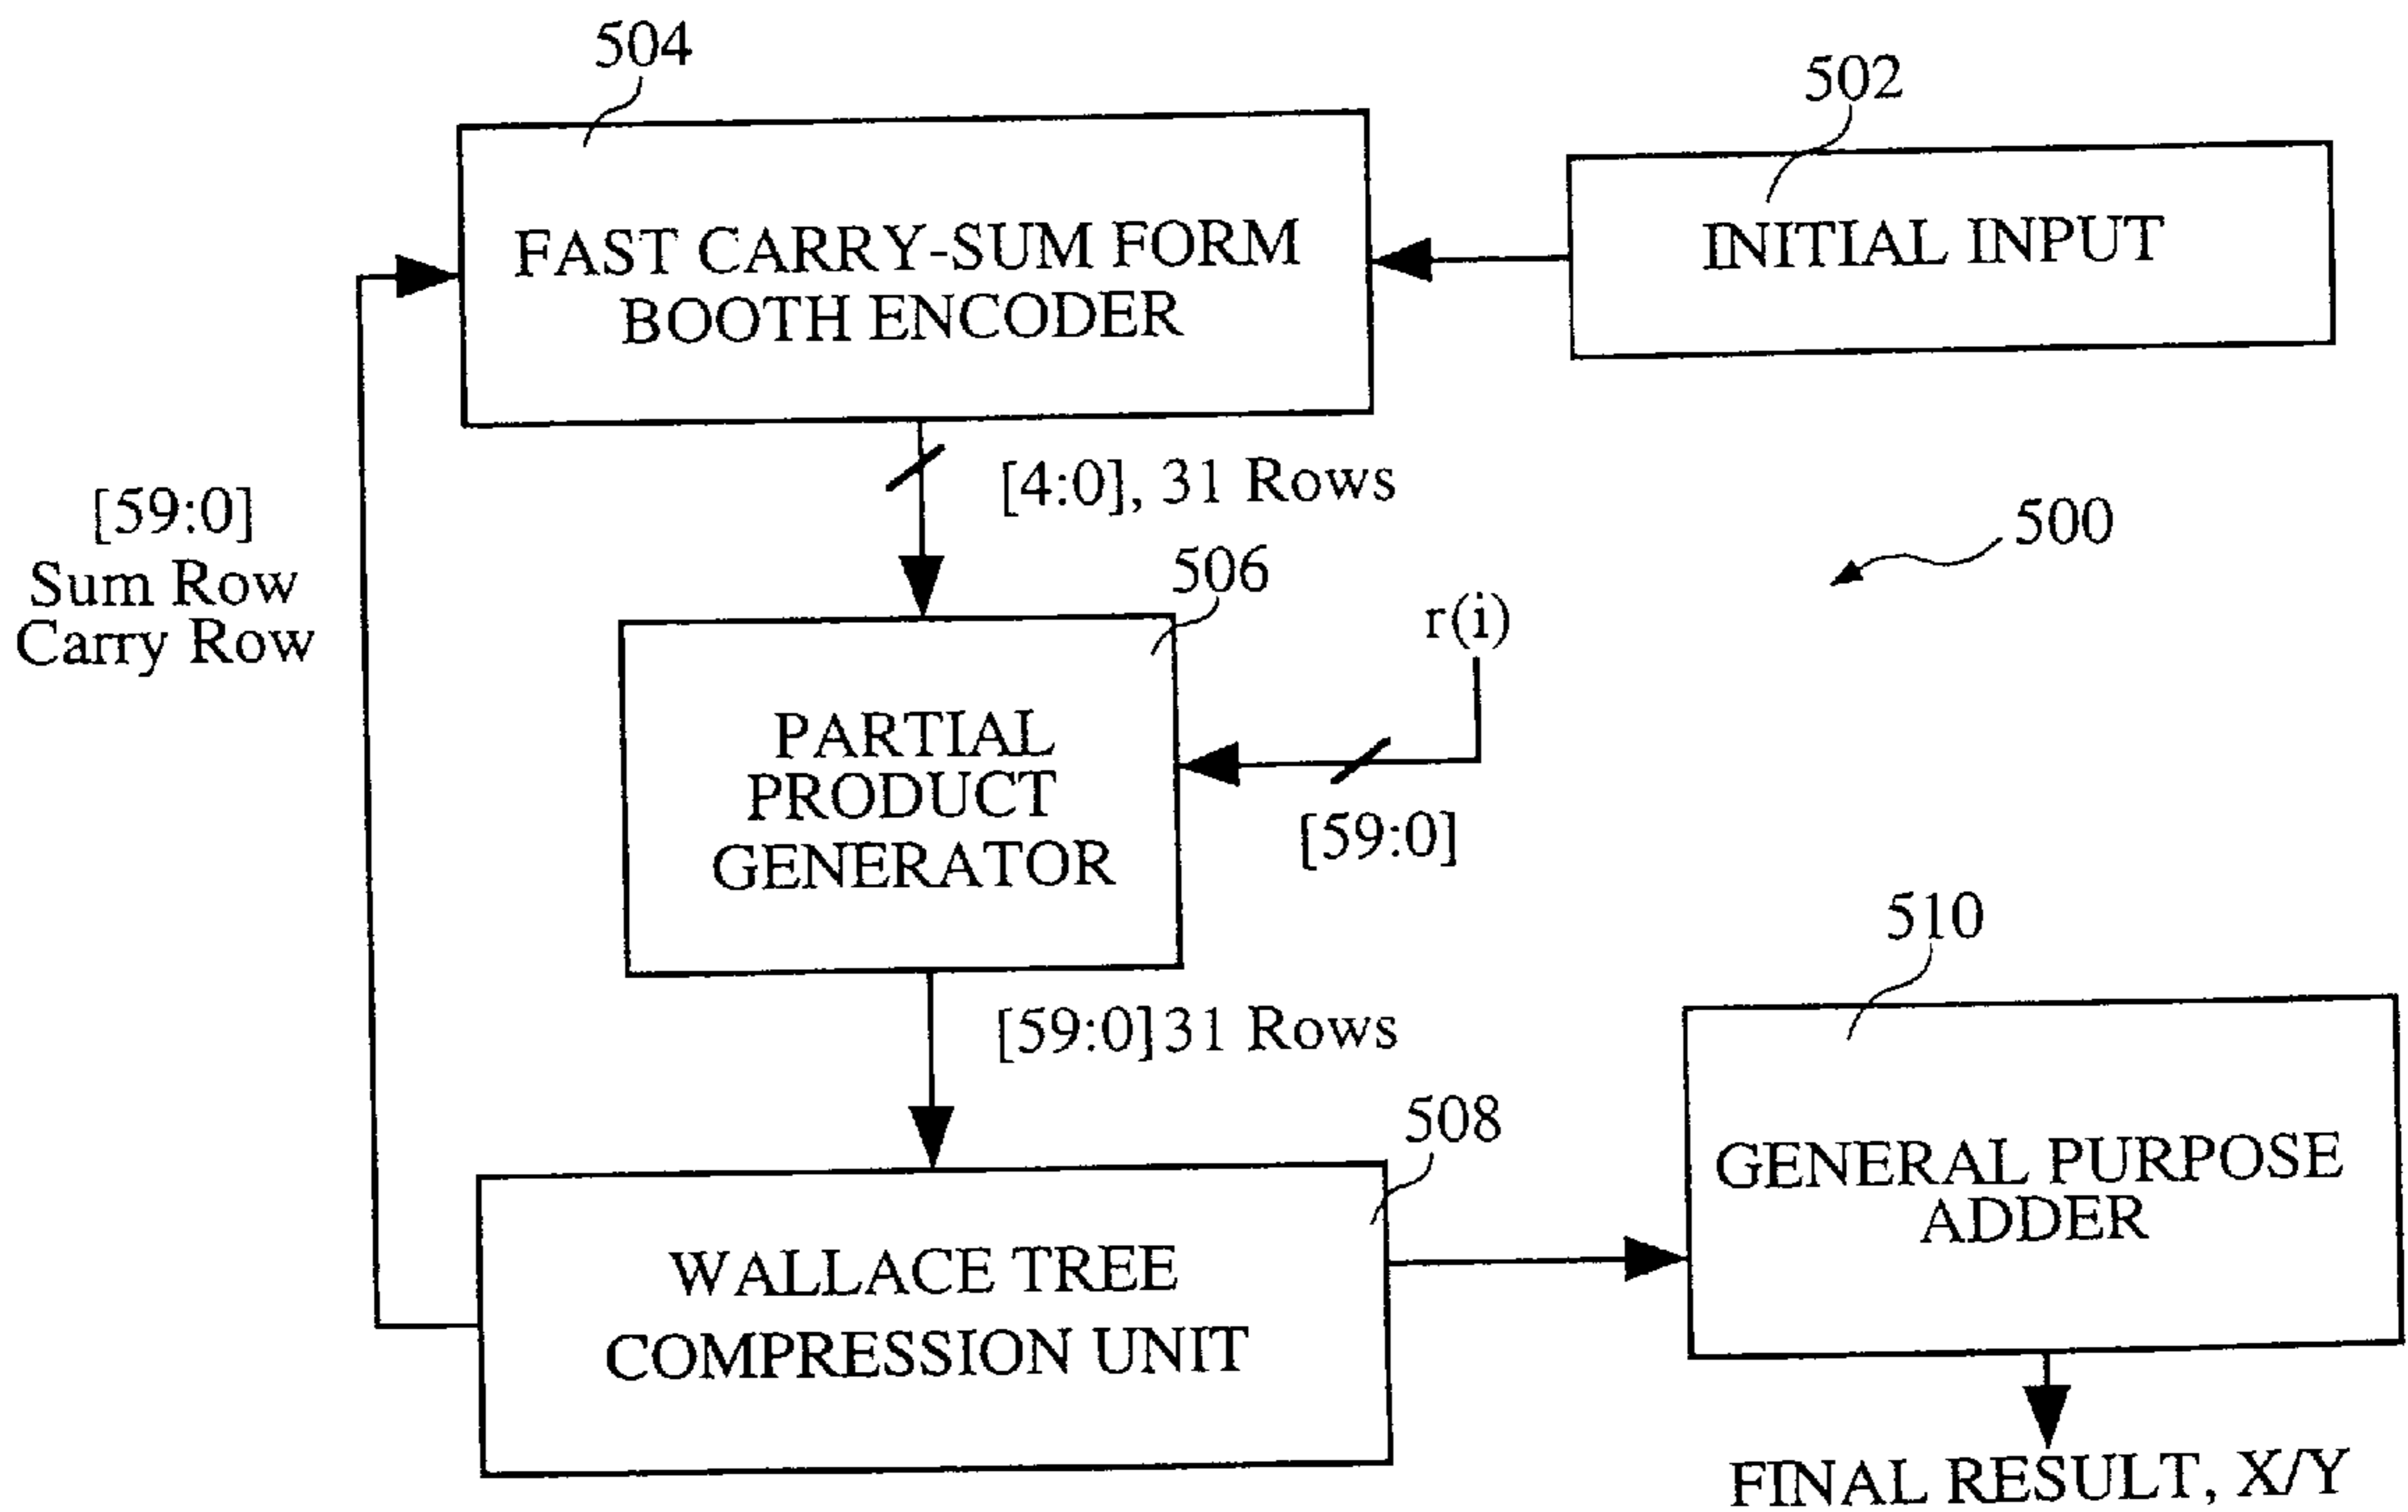 504
502
FAST CARRY-SUM FORM
BOOTH ENCODER
INITIAL INPUT
[4:0], 31 Rows
[59:0]
Sum Row
Carry Row
500
506
r(i)
PARTIAL
PRODUCT
GENERATOR
[59:0]
510
[59:0]31 Rows
508
GENERAL PURPOSE
ADDER
WALLACE TREE
COMPRESSION UNIT
FINAL RESULT, X/Y